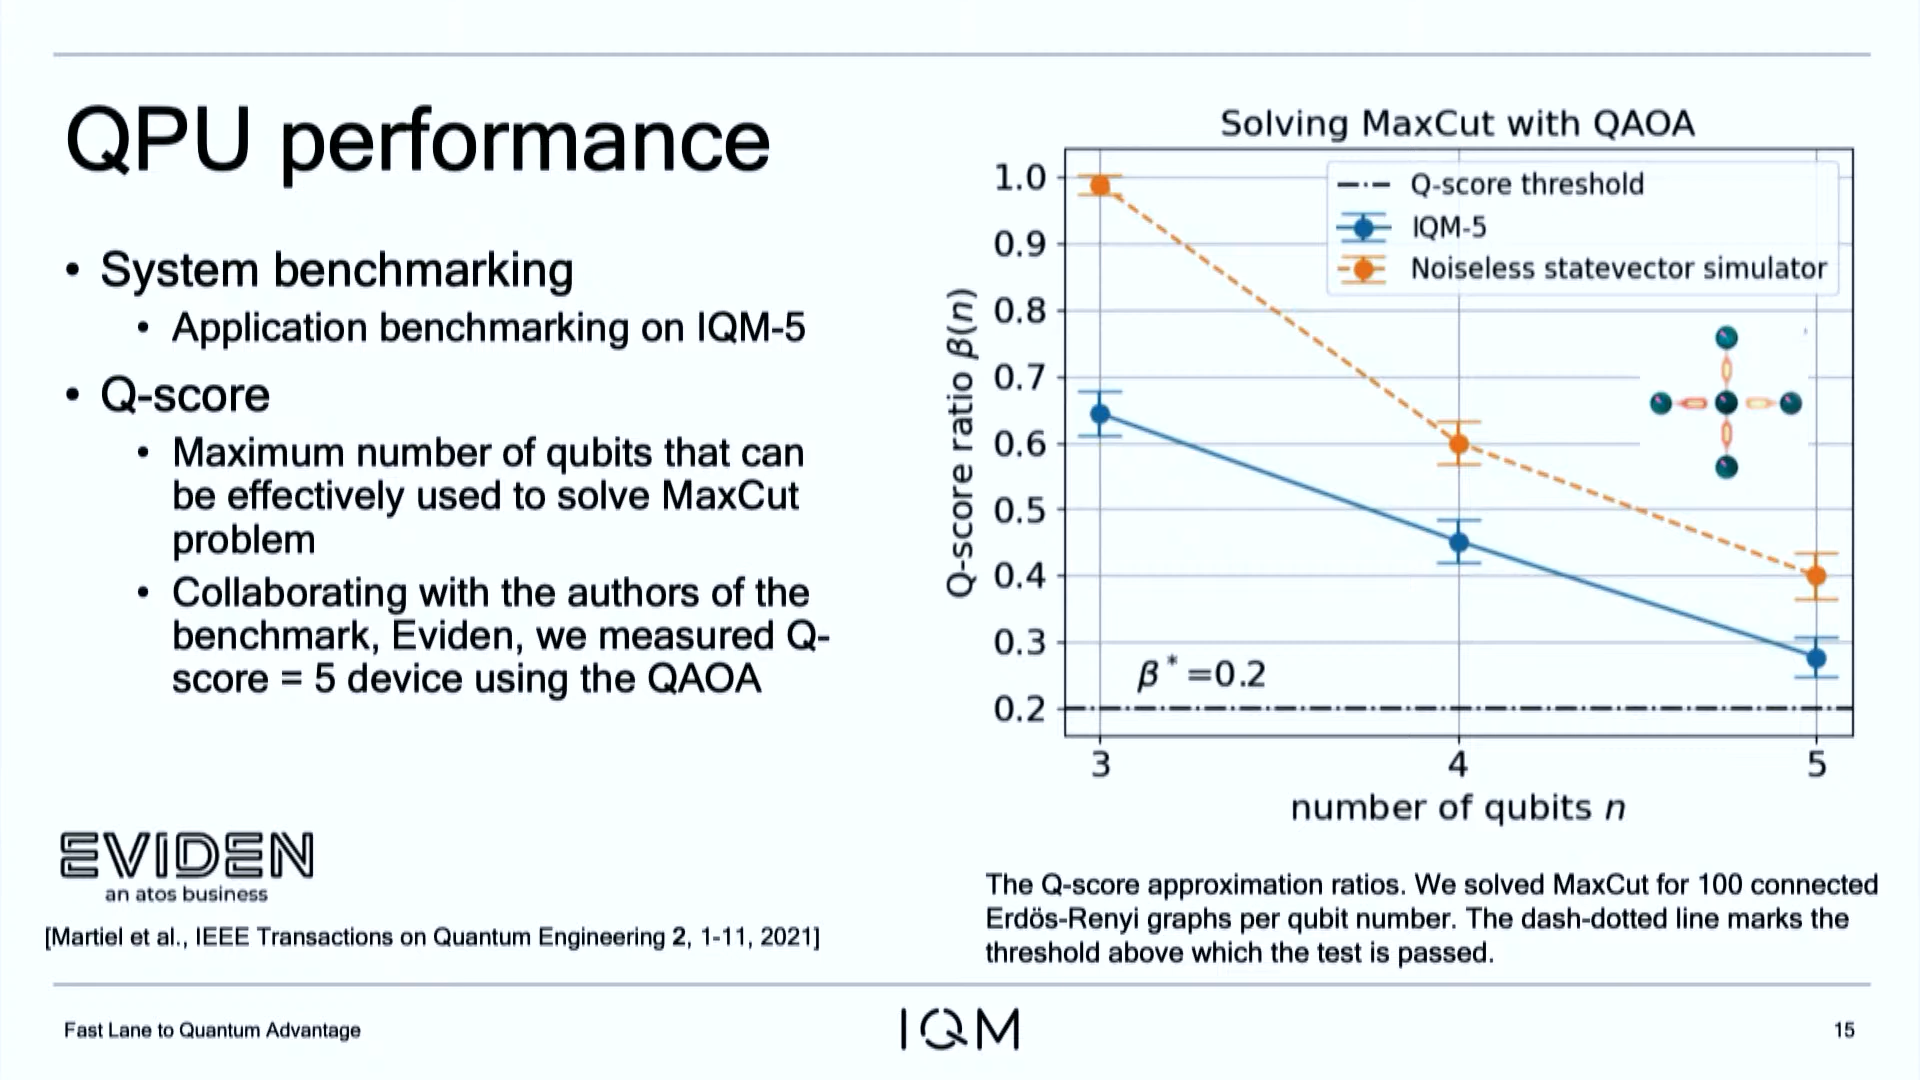 QPU performance
• System benchmarking
• Application benchmarking on IQM-5
• Q-score
• Maximum number of qubits that can
be effectively used to solve MaxCut
problem
• Collaborating with the authors of the
benchmark, Eviden, we measured Q-
score = 5 device using the QAOA
EVIDEN
an atos business
[Martiel et al., IEEE Transactions on Quantum Engineering 2, 1-11, 2021]
Solving MaxCut with QAOA
Q-score threshold
IQM-5
Noiseless statevector simulator
Q-score ratio β(n)
1.0
0.9
0.8
0.7
0.6
0.5
0.4
0.3
0.2
β*=0.2
3 4 5
number of qubits n
The Q-score approximation ratios. We solved MaxCut for 100 connected
Erdös-Renyi graphs per qubit number. The dash-dotted line marks the
threshold above which the test is passed.
Fast Lane to Quantum Advantage
IQM
15